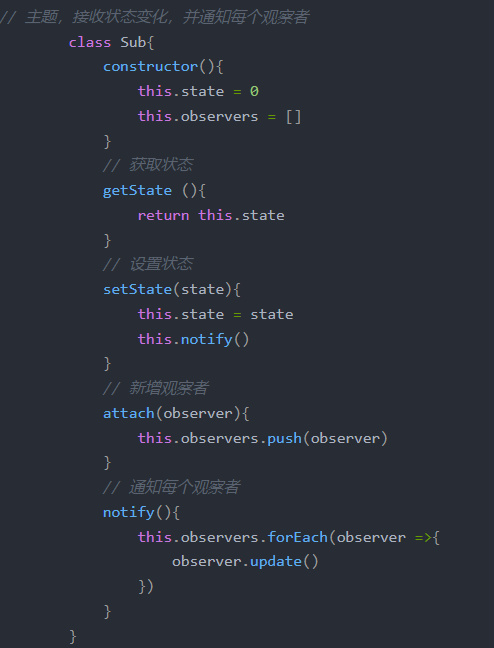 // 主题，接收状态变化，并通知每个观察者
class Sub{
constructor(){
this.state = 0
this.observers = []
}
// 获取状态
getState (){
return this.state
}
// 设置状态
setState(state){
this.state = state
this.notify()
}
// 新增观察者
attach(observer){
this.observers.push(observer)
}
// 通知每个观察者
notify(){
this.observers.forEach(observer =>{
observer.update()
})
}
}